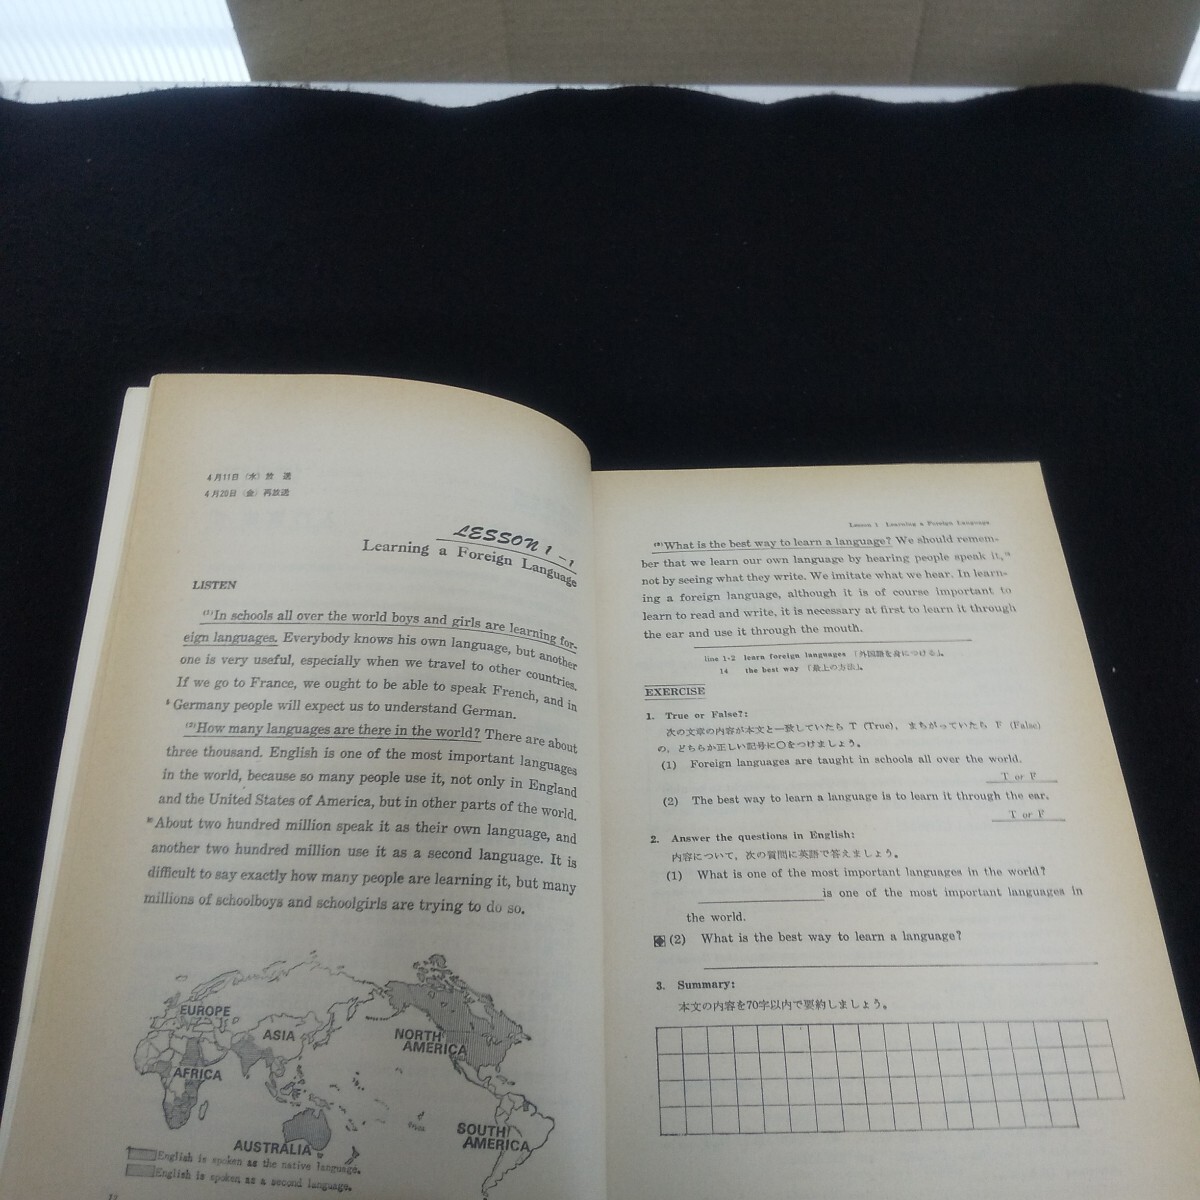 4月11日（水）放　送
4月20日（金）再放送
LESSON 1-1
Learning a Foreign Language
LISTEN
(1)In schools all over the world boys and girls are learning for-
eign languages. Everybody knows his own language, but another
one is very useful, especially when we travel to other countries.
If we go to France, we ought to be able to speak French, and in
5 Germany people will expect us to understand German.
(2)How many languages are there in the world? There are about
three thousand. English is one of the most important languages
in the world, because so many people use it, not only in England
and the United States of America, but in other parts of the world.
10 About two hundred million speak it as their own language, and
another two hundred million use it as a second language. It is
difficult to say exactly how many people are learning it, but many
millions of schoolboys and schoolgirls are trying to do so.
EUROPE
ASIA
AFRICA
NORTH
AMERICA
SOUTH
AMERICA
AUSTRALIA
English is spoken as the native language.
English is spoken as a second language.
Lesson 1 Learning a Foreign Language
(3)What is the best way to learn a language? We should remem-
ber that we learn our own language by hearing people speak it,
not by seeing what they write. We imitate what we hear. In learn-
ing a foreign language, although it is of course important to
learn to read and write, it is necessary at first to learn it through
the ear and use it through the mouth.
line 1-2 learn foreign languages「外国語を身につける」。
14 the best way「最上の方法」。
EXERCISE
1. True or False?:
次の文章の内容が本文と一致していたら T (True), まちがっていたら F (False)
の, どちらか正しい記号に○をつけましょう。
(1) Foreign languages are taught in schools all over the world.
T or F
(2) The best way to learn a language is to learn it through the ear.
T or F
2. Answer the questions in English:
内容について, 次の質問に英語で答えましょう。
(1) What is one of the most important languages in the world?
is one of the most important languages in
the world.
(2) What is the best way to learn a language?
3. Summary:
本文の内容を70字以内で要約しましょう。